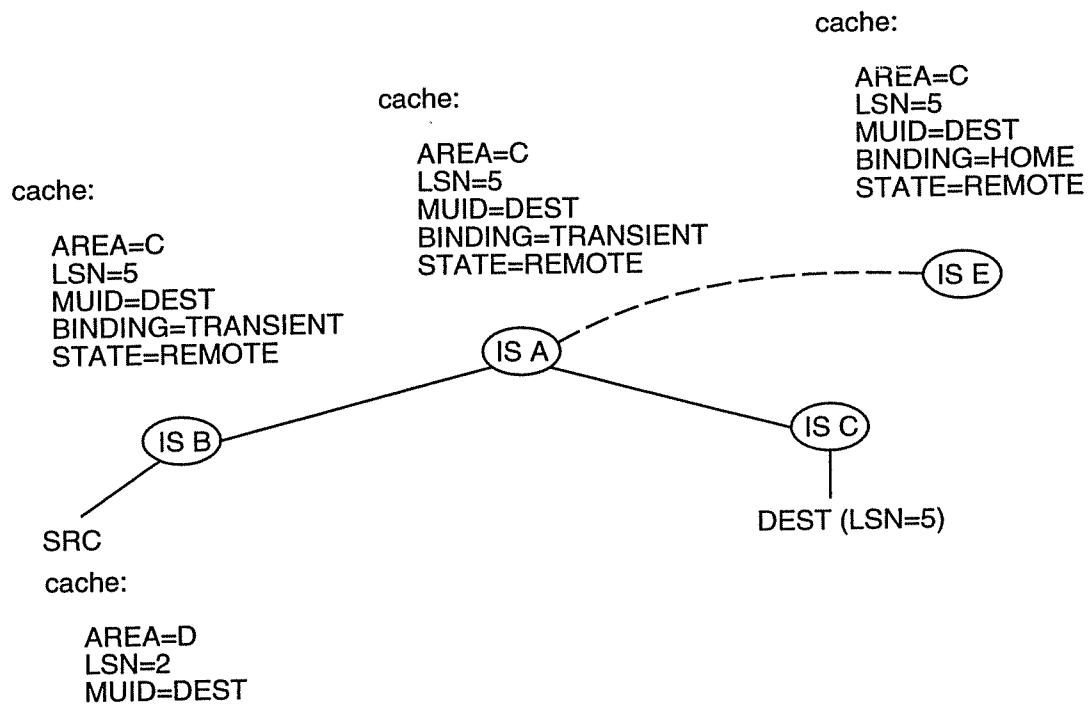 cache:
AREA=C
LSN=5
MUID=DEST
BINDING=HOME
STATE=REMOTE
cache:
AREA=C
LSN=5
MUID=DEST
BINDING=TRANSIENT
STATE=REMOTE
cache:
AREA=C
LSN=5
MUID=DEST
BINDING=TRANSIENT
STATE=REMOTE
IS E
IS A
IS B
IS C
SRC
DEST (LSN=5)
cache:
AREA=D
LSN=2
MUID=DEST